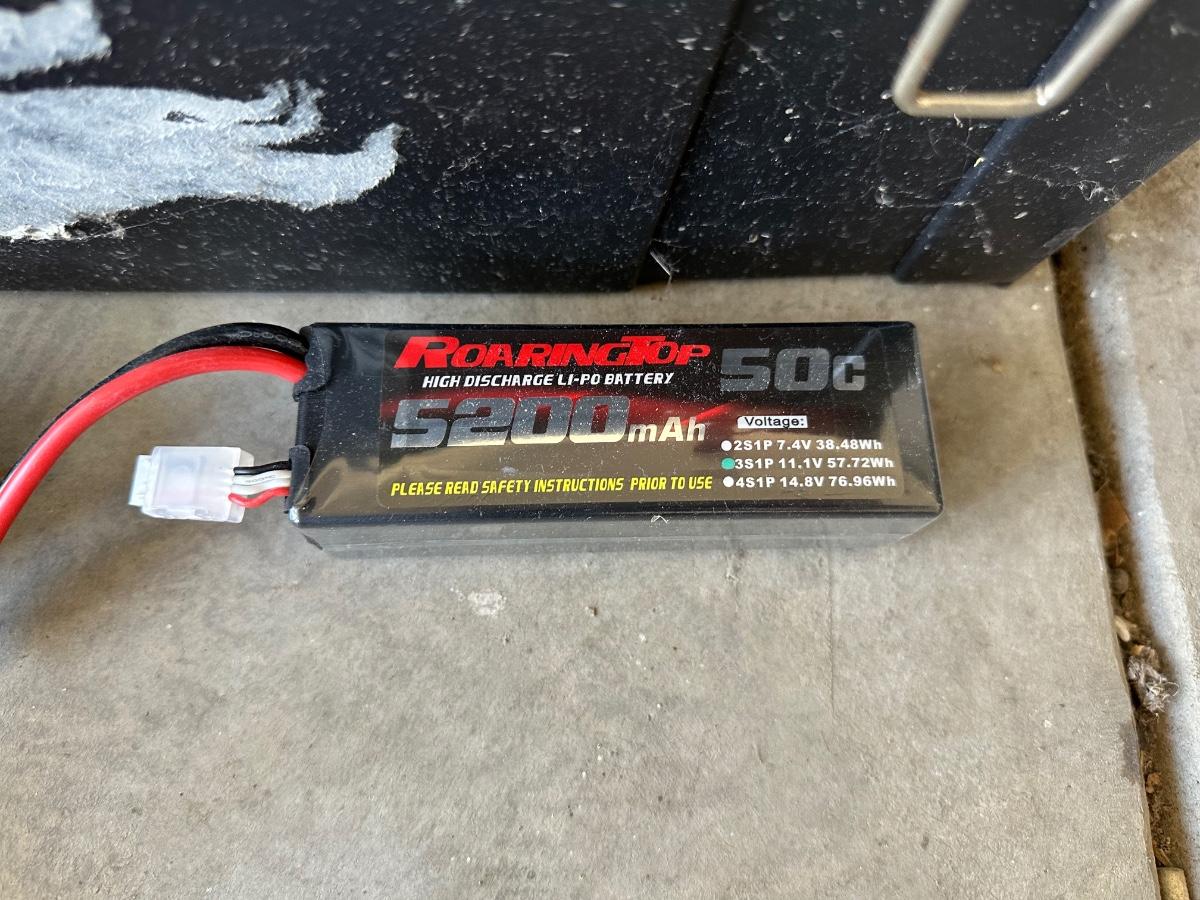 ROARINGTOP
50C
HIGH DISCHARGE LI-PO BATTERY
5200mAh
Voltage:
2S1P 7.4V 38.48Wh
3S1P 11.1V 57.72Wh
4S1P 14.8V 76.96Wh
PLEASE READ SAFETY INSTRUCTIONS PRIOR TO USE